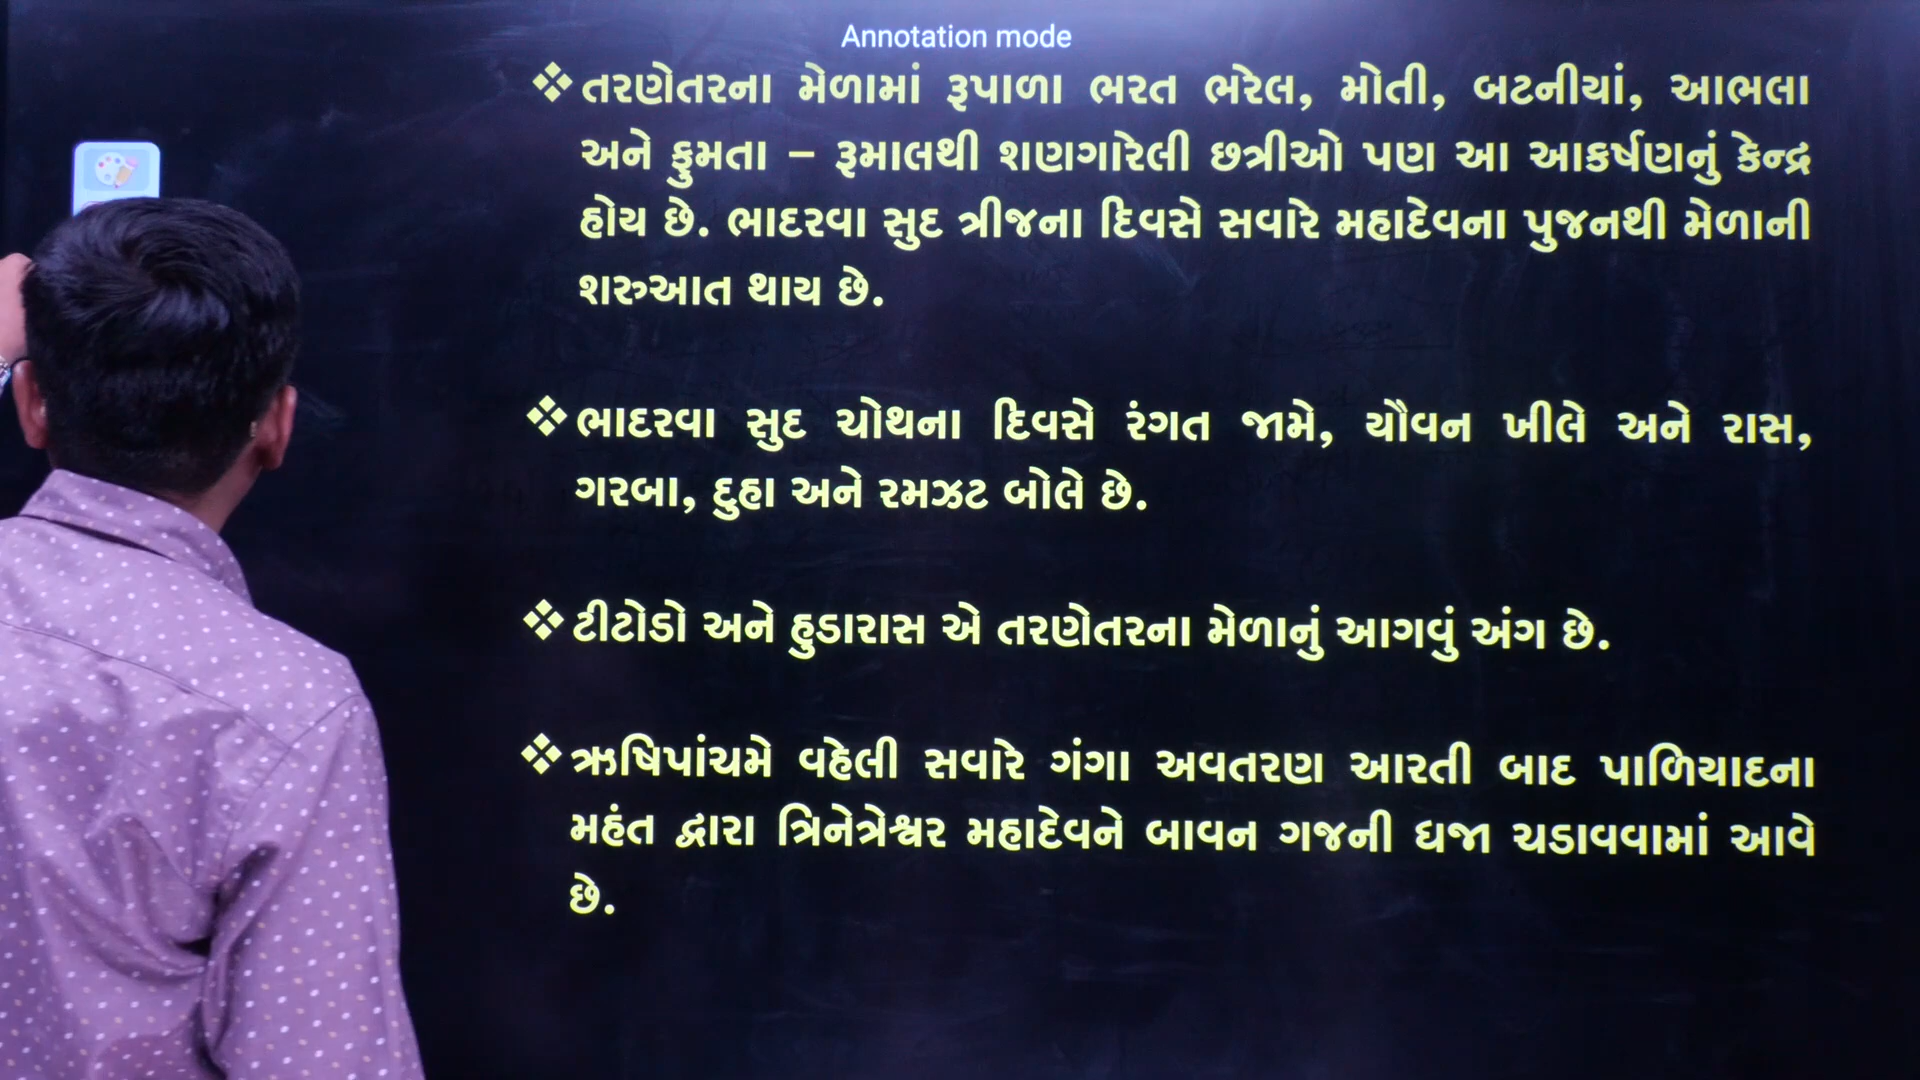 Annotation mode
❖ તરણેતરના મેળામાં રૂપાળા ભરત ભરેલ, મોતી, બટનીયાં, આભલા
અને ફુમતા – રૂમાલથી શણગારેલી છત્રીઓ પણ આ આકર્ષણનું કેન્દ્ર
હોય છે. ભાદરવા સુદ ત્રીજના દિવસે સવારે મહાદેવના પુજનથી મેળાની
શરુઆત થાય છે.
❖ ભાદરવા સુદ ચોથના દિવસે રંગત જામે, યૌવન ખીલે અને રાસ,
ગરબા, દુહા અને રમઝટ બોલે છે.
❖ ટીટોડો અને હુડારાસ એ તરણેતરના મેળાનું આગવું અંગ છે.
❖ ઋષિપાંચમે વહેલી સવારે ગંગા અવતરણ આરતી બાદ પાળિયાદના
મહંત દ્વારા ત્રિનેત્રેશ્વર મહાદેવને બાવન ગજની ધજા ચડાવવામાં આવે
છે.